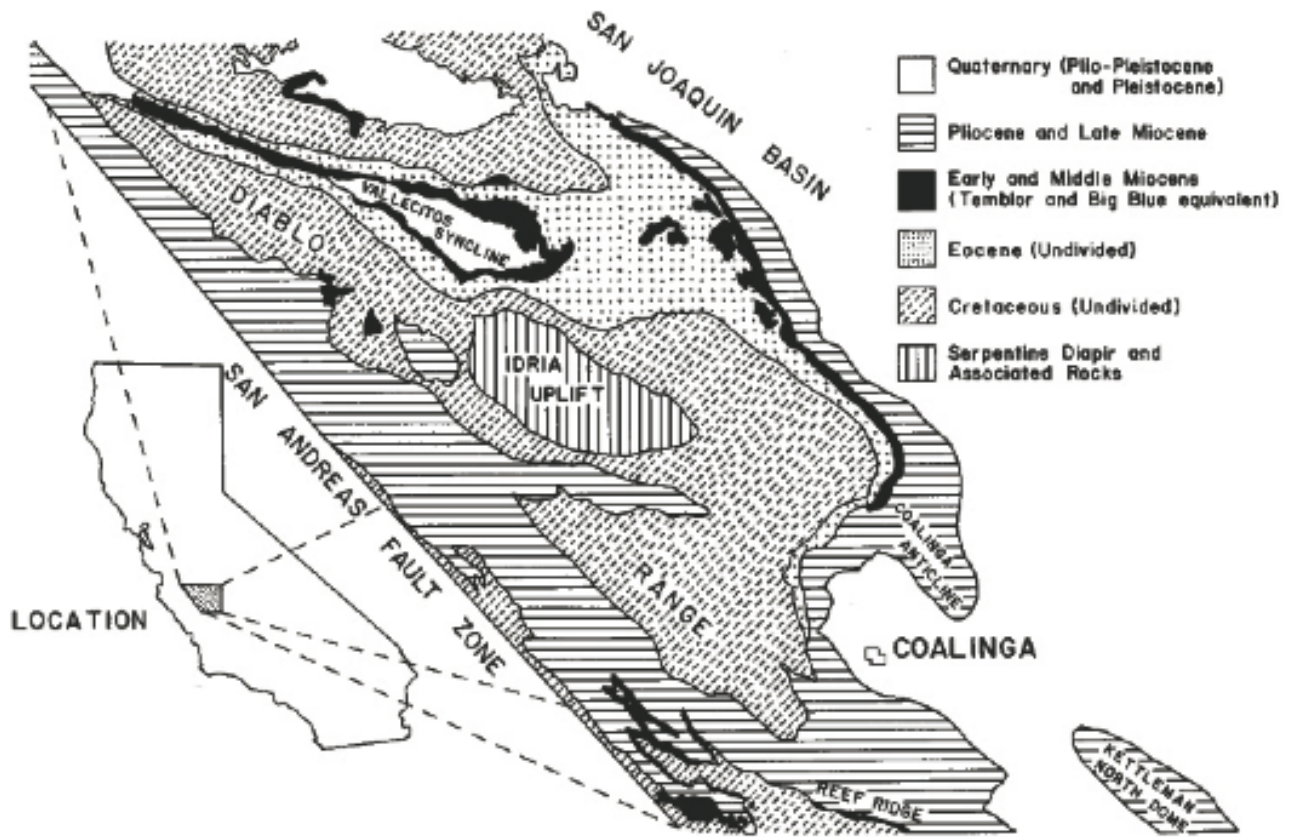 SAN JOAQUIN BASIN
Quaternary (Plio-Pleistocene
and Pleistocene)
Pliocene and Late Miocene
Early and Middle Miocene
(Temblor and Big Blue equivalent)
Eocene (Undivided)
Cretaceous (Undivided)
Serpentine Diapir and
Associated Rocks
DIABLO
VALLECITOS
SYNCLINE
IDRIA
UPLIFT
SAN ANDREAS FAULT ZONE
COALINGA
ANTICLINE
RANGE
LOCATION
COALINGA
REEF RIDGE
KETTLEMAN
NORTH DOME